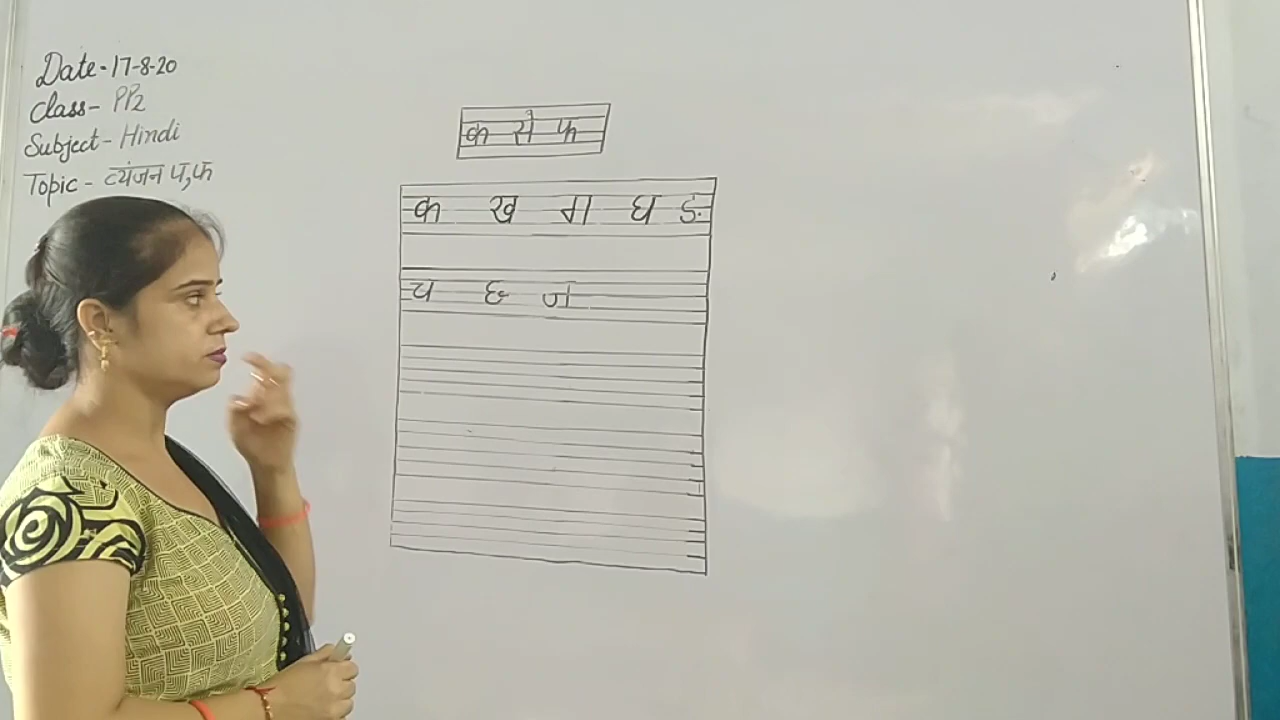 Date - 17-8-20
Class - PP2
Subject - Hindi
Topic - व्यंजन प, फ
क से फ
क ख ग घ ङ
च छ ज